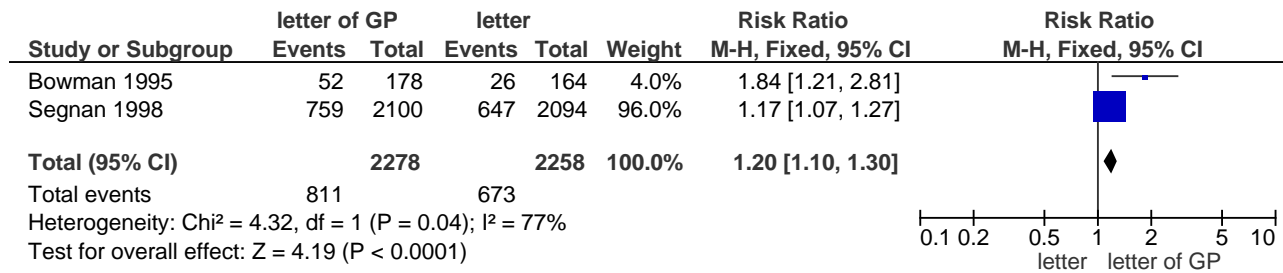 letter of GP letter Risk Ratio Risk Ratio
Study or Subgroup Events Total Events Total Weight M-H, Fixed, 95% CI M-H, Fixed, 95% CI
Bowman 1995 52 178 26 164 4.0% 1.84 [1.21, 2.81]
Segnan 1998 759 2100 647 2094 96.0% 1.17 [1.07, 1.27]
Total (95% CI) 2278 2258 100.0% 1.20 [1.10, 1.30]
Total events 811 673
Heterogeneity: Chi² = 4.32, df = 1 (P = 0.04); I² = 77%
Test for overall effect: Z = 4.19 (P < 0.0001)
0.1 0.2 0.5 1 2 5 10
letter letter of GP